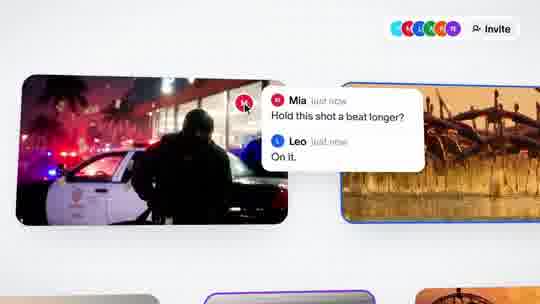 Invite
M
Mia Just now
Hold this shot a beat longer?
L
Leo Just now
On it.